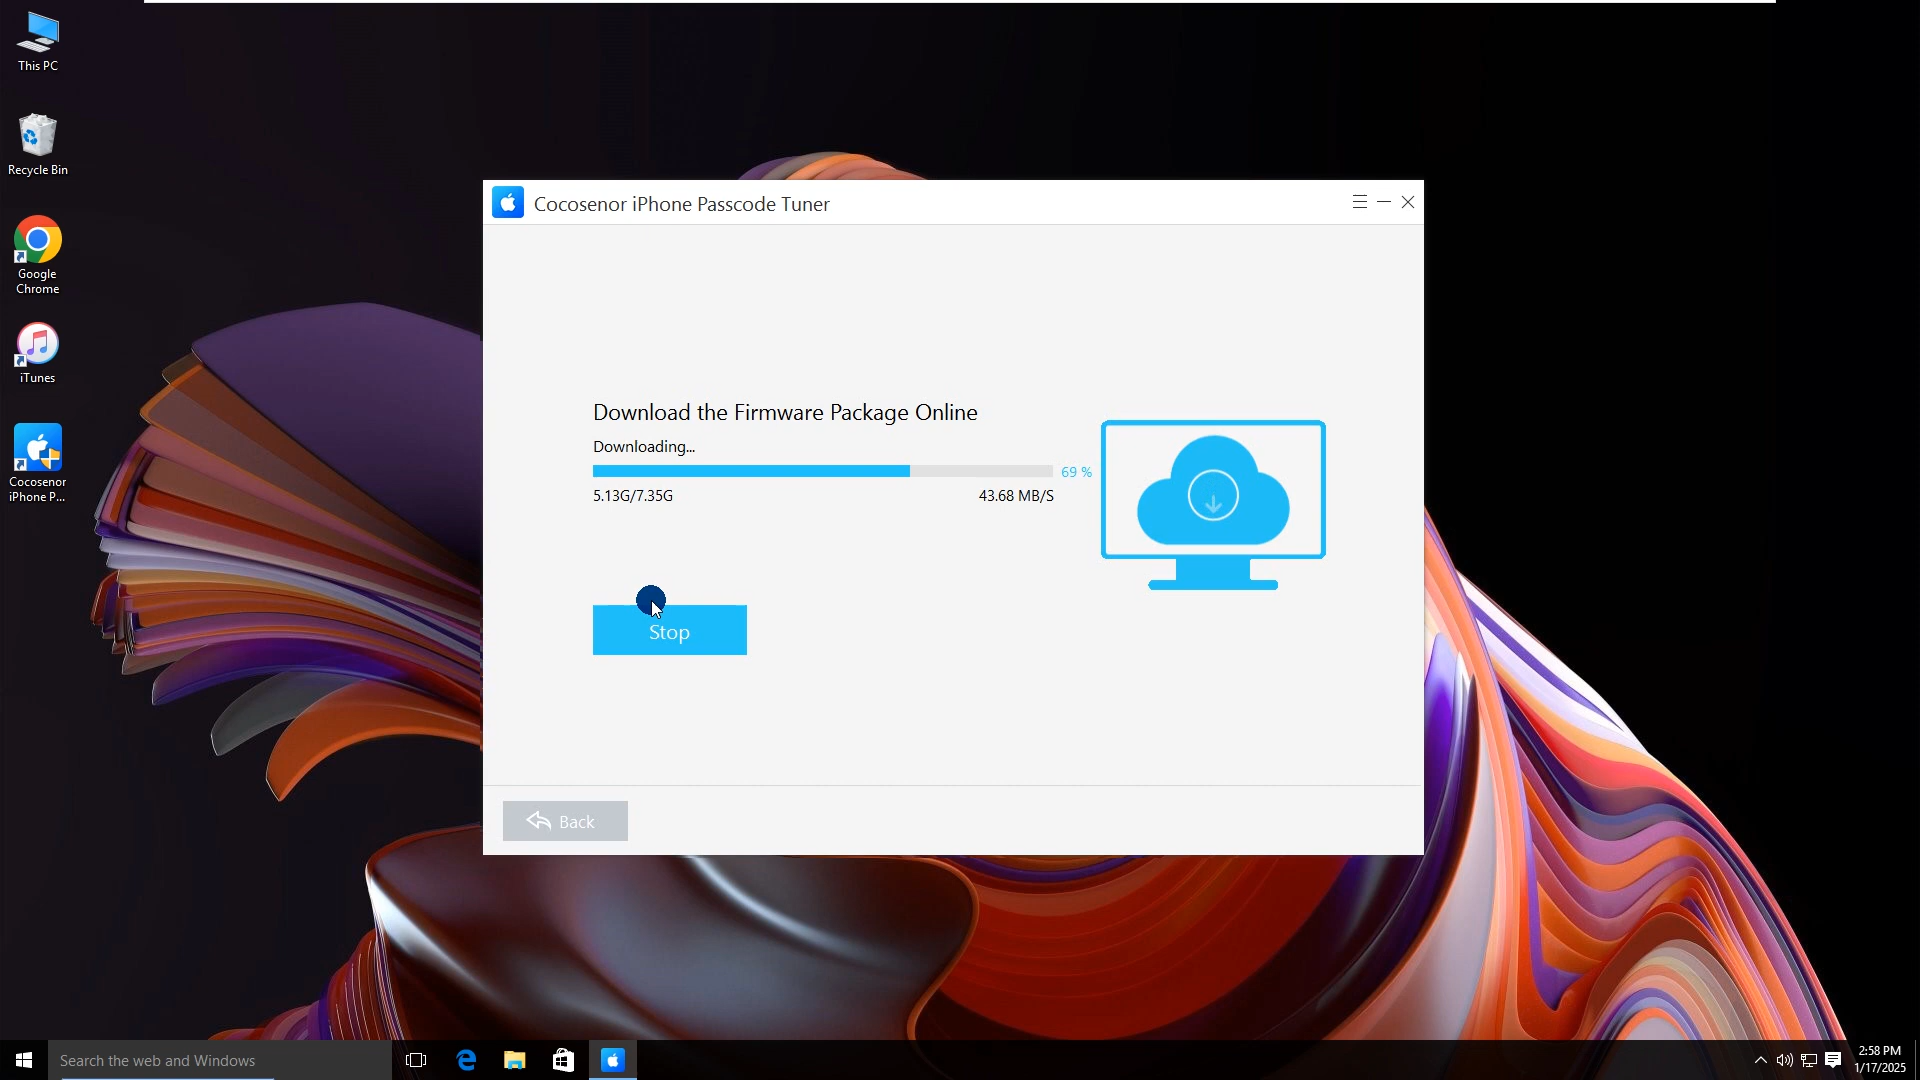 This PC
Recycle Bin
Google
Chrome
iTunes
Cocosenor
iPhone P...
Cocosenor iPhone Passcode Tuner
Download the Firmware Package Online
Downloading...
69 %
5.13G/7.35G
43.68 MB/S
Stop
Back
Search the web and Windows
2:58 PM
1/17/2025